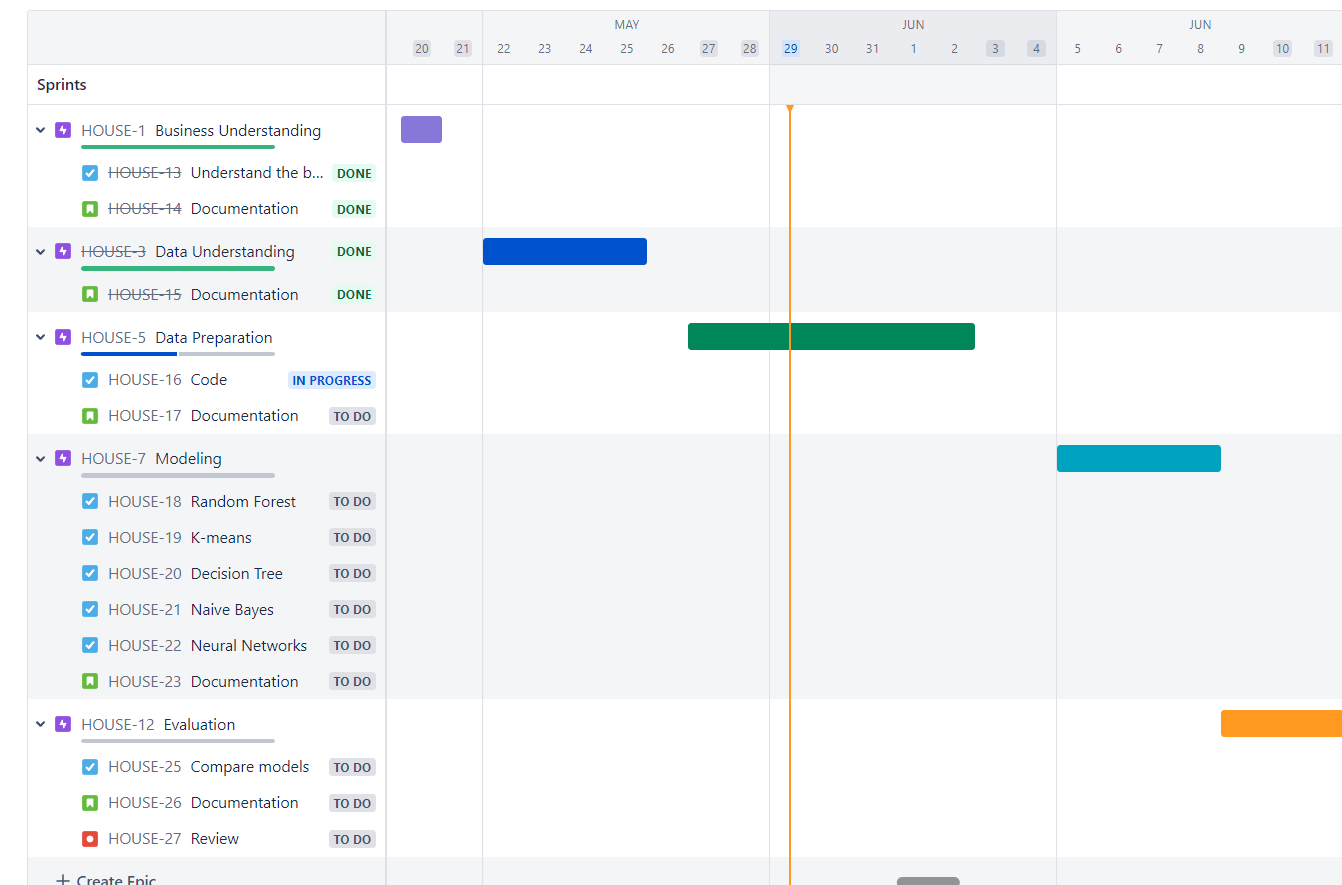 MAY JUN JUN
20 21 22 23 24 25 26 27 28 29 30 31 1 2 3 4 5 6 7 8 9 10 11
Sprints
HOUSE-1 Business Understanding
HOUSE-13 Understand the b... DONE
HOUSE-14 Documentation DONE
HOUSE-3 Data Understanding DONE
HOUSE-15 Documentation DONE
HOUSE-5 Data Preparation
HOUSE-16 Code IN PROGRESS
HOUSE-17 Documentation TO DO
HOUSE-7 Modeling
HOUSE-18 Random Forest TO DO
HOUSE-19 K-means TO DO
HOUSE-20 Decision Tree TO DO
HOUSE-21 Naive Bayes TO DO
HOUSE-22 Neural Networks TO DO
HOUSE-23 Documentation TO DO
HOUSE-12 Evaluation
HOUSE-25 Compare models TO DO
HOUSE-26 Documentation TO DO
HOUSE-27 Review TO DO
+ Create Epic